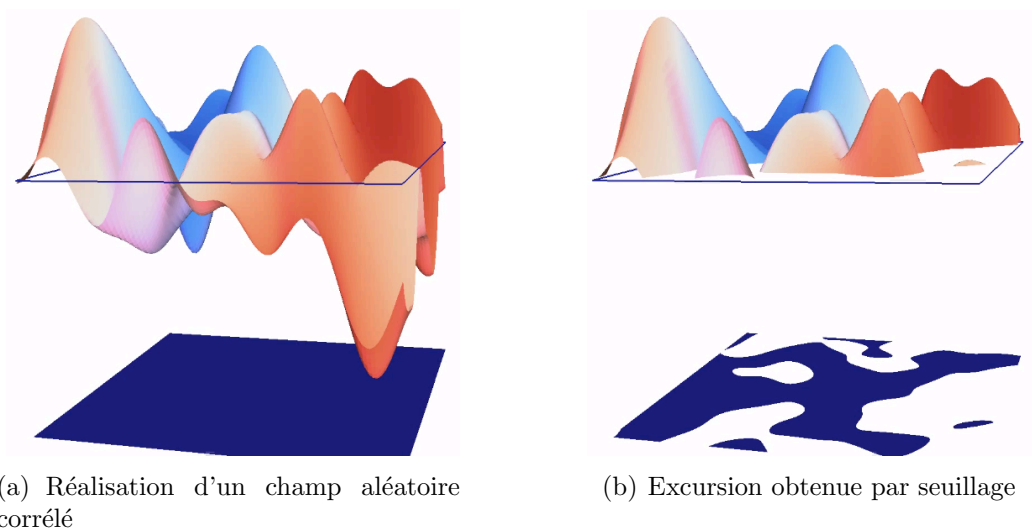 (a) Réalisation d'un champ aléatoire
corrélé
(b) Excursion obtenue par seuillage